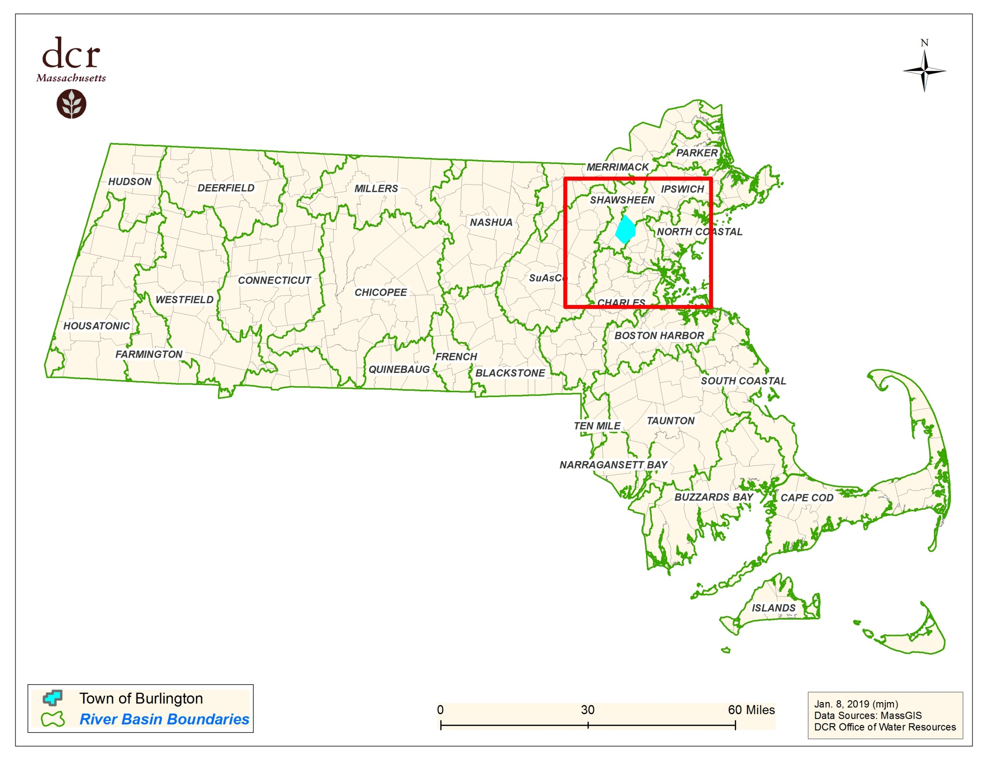 dcr
Massachusetts
N
PARKER
MERRIMACK
HUDSON
DEERFIELD
MILLERS
IPSWICH
SHAWSHEEN
NASHUA
NORTH COASTAL
SuAsCo
CONNECTICUT
CHICOPEE
WESTFIELD
CHARLES
HOUSATONIC
BOSTON HARBOR
FARMINGTON
FRENCH
QUINEBAUG
BLACKSTONE
SOUTH COASTAL
TEN MILE
TAUNTON
NARRAGANSETT BAY
BUZZARDS BAY
CAPE COD
ISLANDS
Town of Burlington
River Basin Boundaries
0 30 60 Miles
Jan. 8, 2019 (mjm)
Data Sources: MassGIS
DCR Office of Water Resources